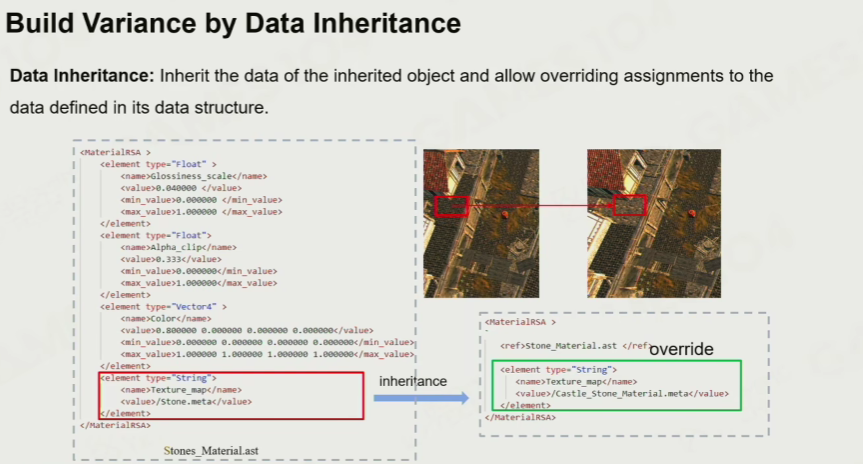 Build Variance by Data Inheritance
Data Inheritance: Inherit the data of the inherited object and allow overriding assignments to the
data defined in its data structure.
<MaterialRSA >
<element type="Float" >
<name>Glossiness_scale</name>
<value>0.040000 </value>
<min_value>0.000000 </min_value>
<max_value>1.000000 </max_value>
</element>
<element type="Float">
<name>Alpha_clip</name>
<value>0.333</value>
<min_value>0.000000</min_value>
<max_value>1.000000</max_value>
</element>
<element type="Vector4" >
<name>Color</name>
<value>0.800000 0.000000 0.000000 0.000000</value>
<min_value>0.000000 0.000000 0.000000 0.000000</min_value>
<max_value>1.000000 1.000000 1.000000 1.000000</max_value>
</element>
<element type="String">
<name>Texture_map</name>
<value>/Stone.meta</value>
</element>
</MaterialRSA>
Stones_Material.ast
inheritance
<MaterialRSA >
<ref>Stone_Material.ast </ref>
override
<element type="String">
<name>Texture_map</name>
<value>/Castle_Stone_Material.meta</value>
</element>
</MaterialRSA>